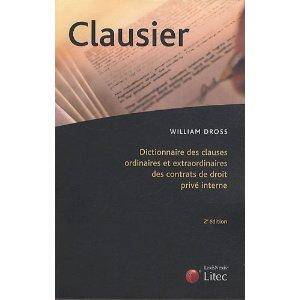 Clausier
WILLIAM DROSS
Dictionnaire des clauses
ordinaires et extraordinaires
des contrats de droit
privé interne
2e édition
LexisNexis
Litec